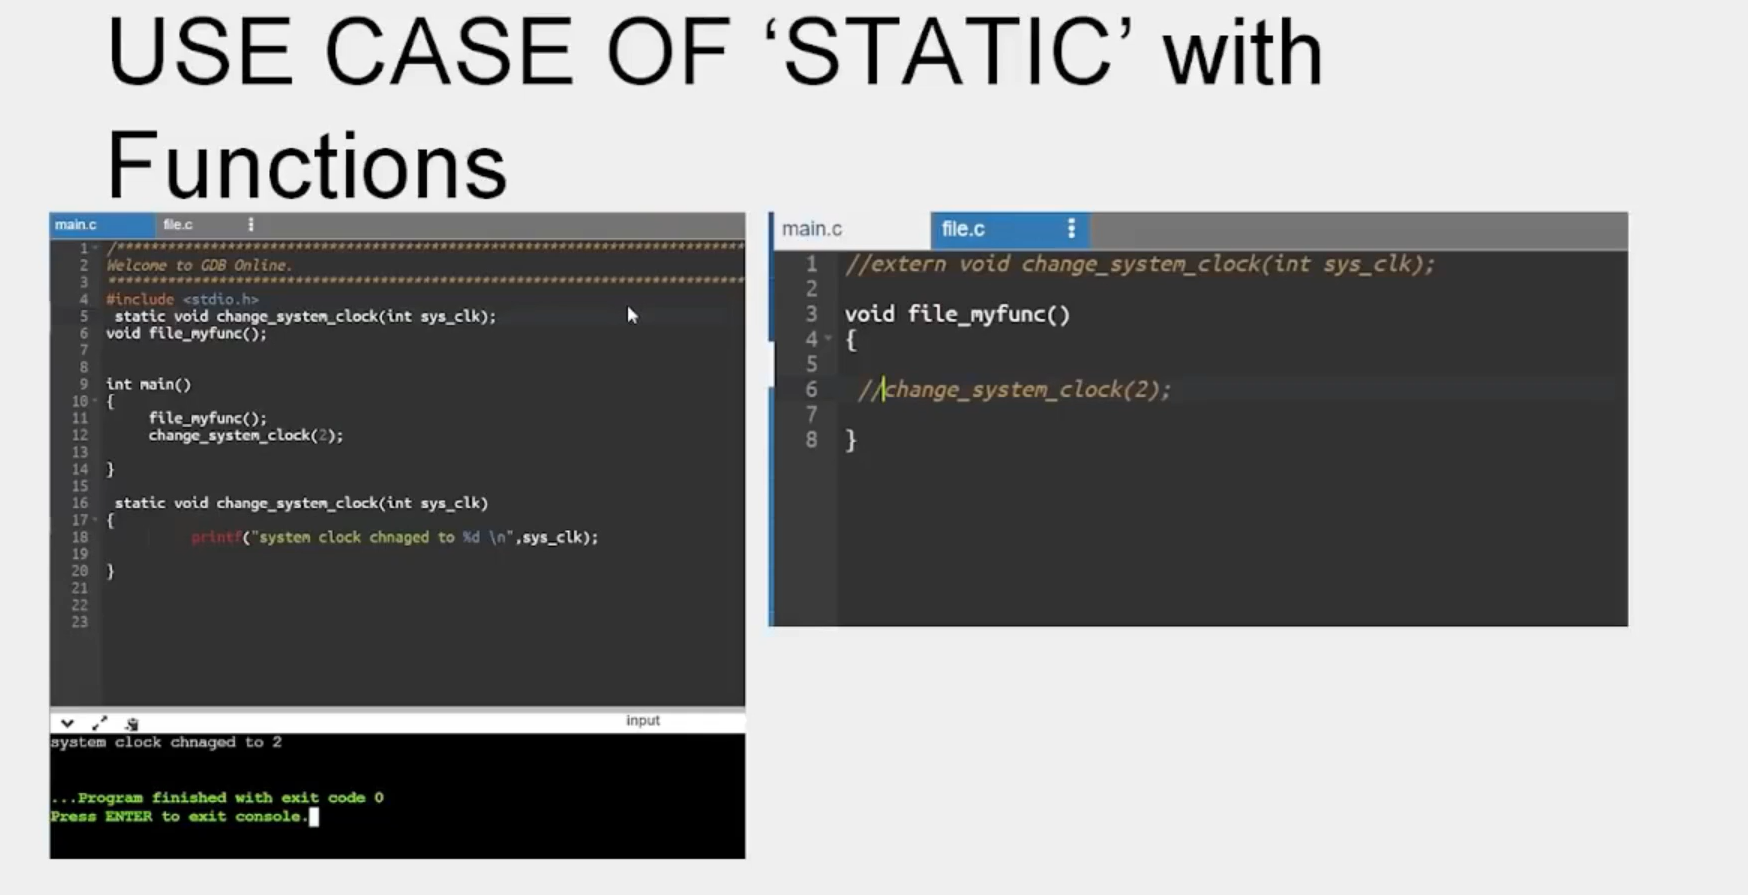 USE CASE OF ‘STATIC’ with
Functions
main.c file.c
1 /***************************************************************************
2 Welcome to GDB Online.
3 ***************************************************************************
4 #include <stdio.h>
5 static void change_system_clock(int sys_clk);
6 void file_myfunc();
7
8
9 int main()
10 {
11 file_myfunc();
12 change_system_clock(2);
13
14 }
15
16 static void change_system_clock(int sys_clk)
17 {
18 printf("system clock chnaged to %d \n",sys_clk);
19
20 }
21
22
23
input
system clock chnaged to 2
...Program finished with exit code 0
Press ENTER to exit console.
main.c file.c
1 //extern void change_system_clock(int sys_clk);
2
3 void file_myfunc()
4 {
5
6 //change_system_clock(2);
7
8 }